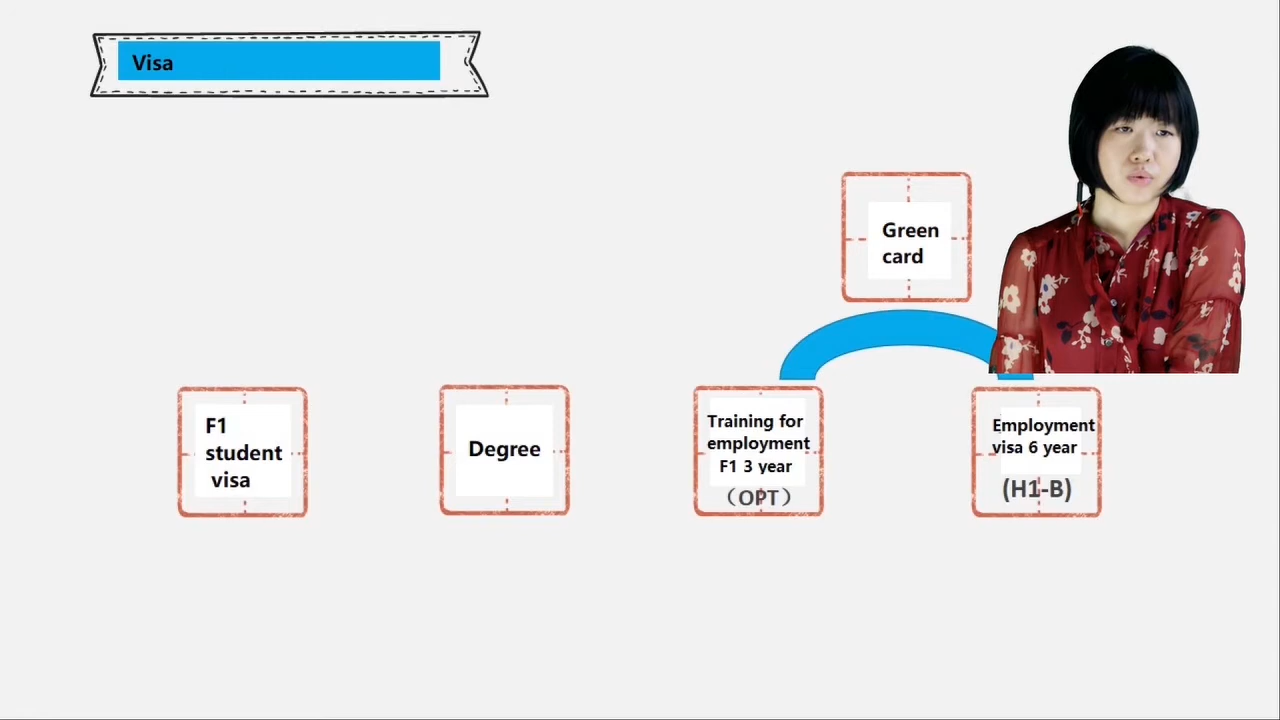 Visa
Green
card
F1
student
visa
Degree
Training for
employment
F1 3 year
（OPT）
Employment
visa 6 year
(H1-B)